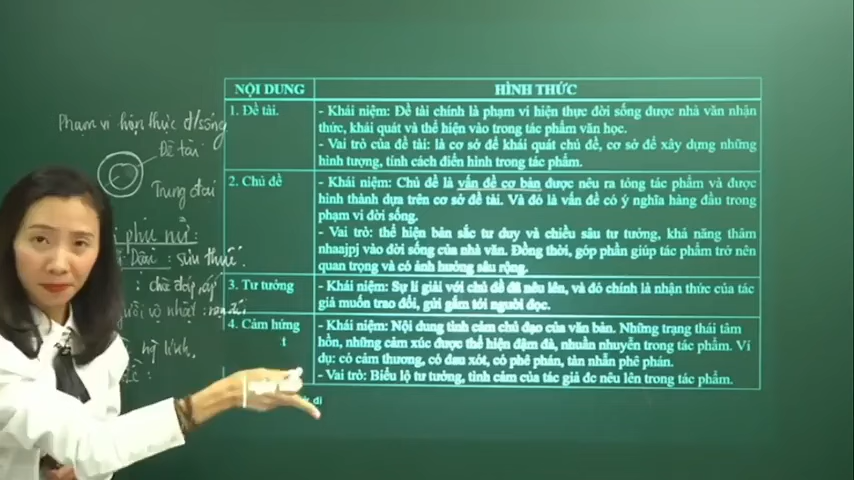 NỘI DUNG
HÌNH THỨC
1. Đề tài.
- Khái niệm: Đề tài chính là phạm vi hiện thực đời sống được nhà văn nhận
thức, khái quát và thể hiện vào trong tác phẩm văn học.
- Vai trò của đề tài: là cơ sở để khái quát chủ đề, cơ sở để xây dựng những
hình tượng, tính cách điển hình trong tác phẩm.
2. Chủ đề
- Khái niệm: Chủ đề là vấn đề cơ bản được nêu ra tỏng tác phẩm và được
hình thành dựa trên cơ sở đề tài. Và đó là vấn đề có ý nghĩa hàng đầu trong
phạm vi đời sống.
- Vai trò: thể hiện bản sắc tư duy và chiều sâu tư tưởng, khả năng thâm
nhaajpj vào đời sống của nhà văn. Đồng thời, góp phần giúp tác phẩm trở nên
quan trọng và có ảnh hưởng sâu rộng.
3. Tư tưởng
- Khái niệm: Sự lí giải với chủ đề đã nêu lên, và đó chính là nhận thức của tác
giả muốn trao đổi, gửi gắm tới người đọc.
4. Cảm hứng
- Khái niệm: Nội dung tình cảm chủ đạo của văn bản. Những trạng thái tâm
hồn, những cảm xúc được thể hiện đậm đà, nhuần nhuyễn trong tác phẩm. Ví
dụ: có cảm thương, có đau xót, có phê phán, tàn nhẫn phê phán.
- Vai trò: Biểu lộ tư tưởng, tình cảm của tác giả đc nêu lên trong tác phẩm.
Phạm vi hiện thực đ/sống
Đề tài